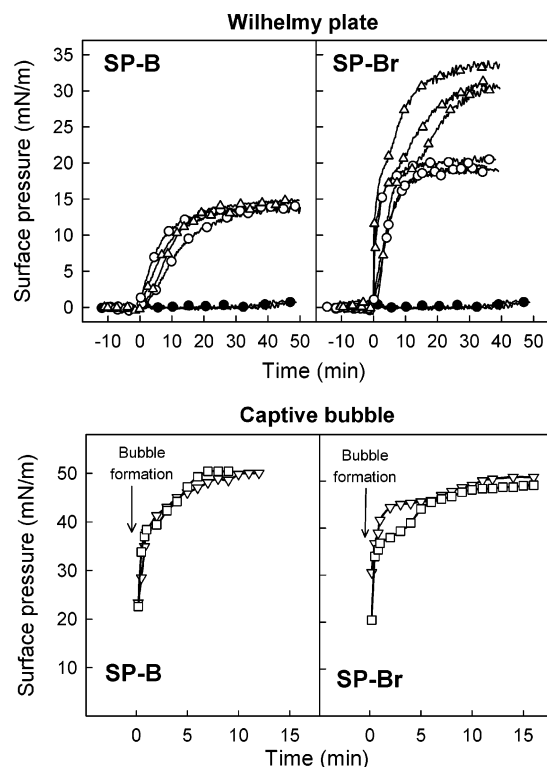 Wilhelmy plate
SP-B
SP-Br
Surface pressure (mN/m)
35
30
25
20
15
10
5
0
-10 0 10 20 30 40 50
-10 0 10 20 30 40 50
Time (min)
Captive bubble
Bubble formation
Bubble formation
Surface pressure (mN/m)
50
40
30
20
10
SP-B
SP-Br
0 5 10 15
0 5 10 15
Time (min)